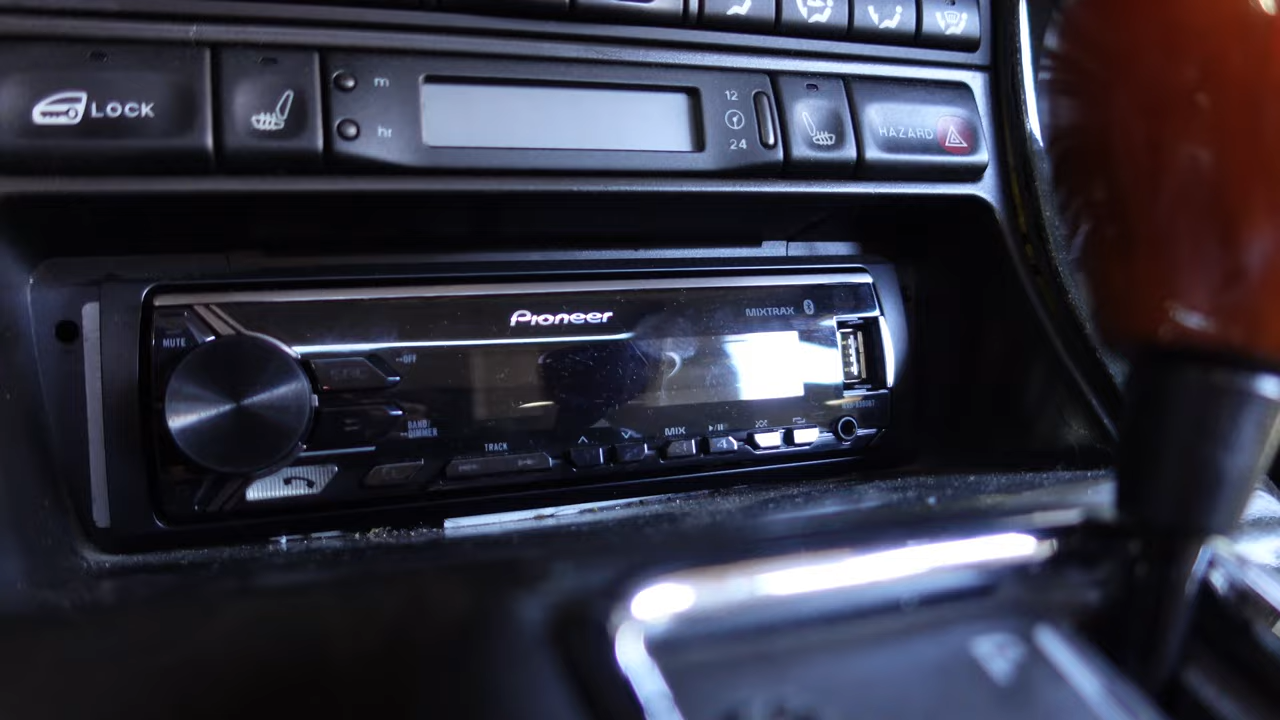 LOCK
m
hr
12
24
HAZARD
Pioneer
MIXTRAX
MUTE
OFF
BAND/
DIMMER
TRACK
MIX
4